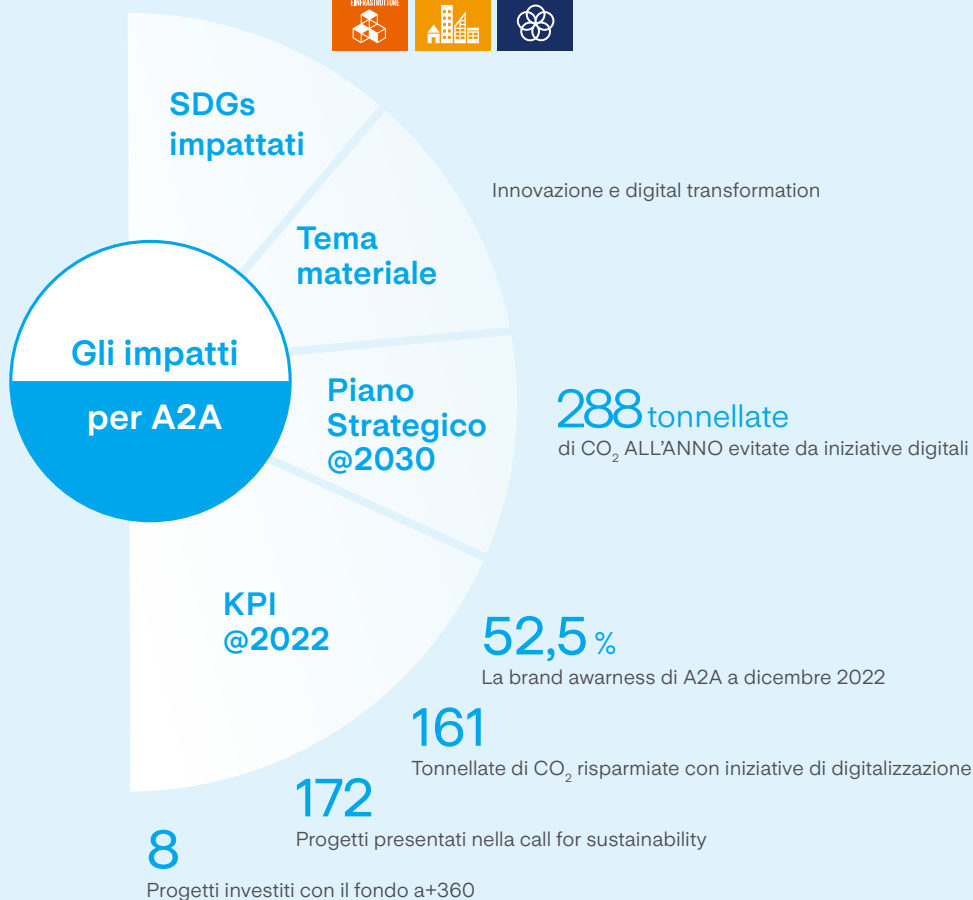 E INFRASTRUTTURE
SDGs
impattati
Innovazione e digital transformation
Tema
materiale
Gli impatti
per A2A
Piano
Strategico
@2030
288 tonnellate
di CO₂ ALL'ANNO evitate da iniziative digitali
KPI
@2022
52,5 %
La brand awarness di A2A a dicembre 2022
161
Tonnellate di CO₂ risparmiate con iniziative di digitalizzazione
172
Progetti presentati nella call for sustainability
8
Progetti investiti con il fondo a+360